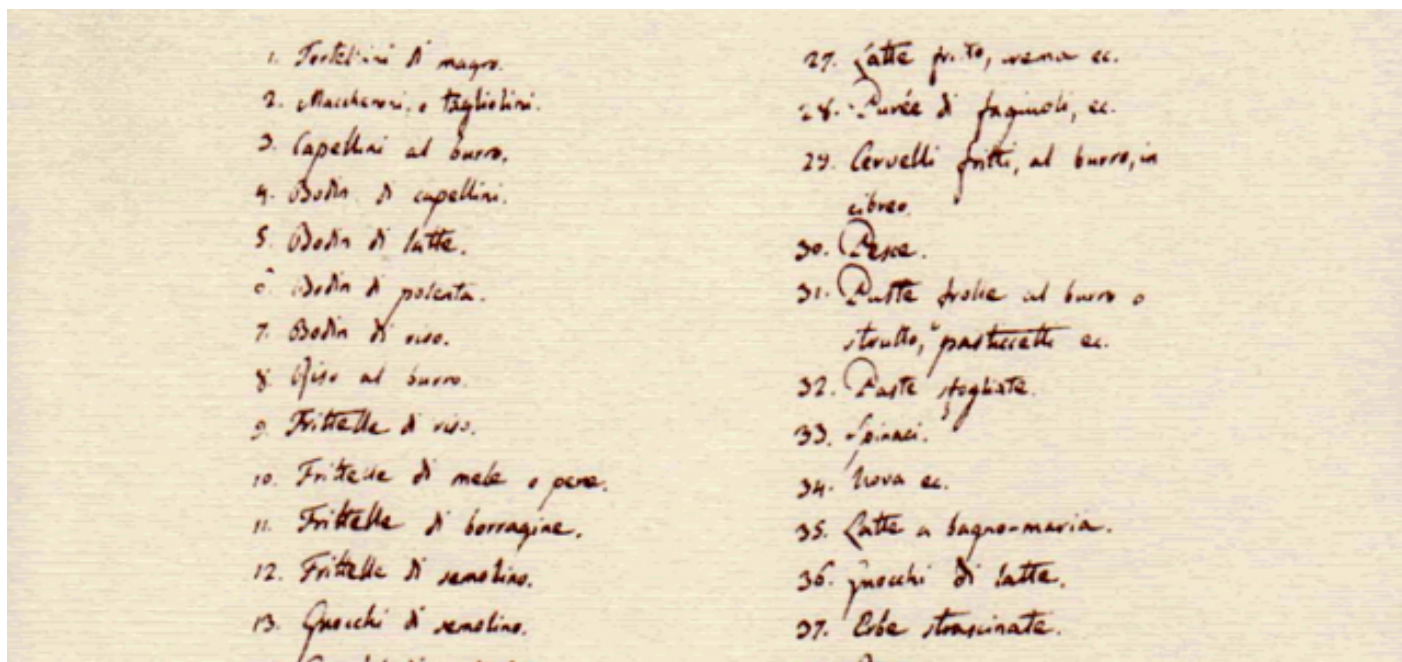 1. Tortellini di magro.
2. Maccheroni, o tagliolini.
3. Capellini al burro.
4. Bodin di capellini.
5. Bodin di latte.
6. Bodin di polenta.
7. Bodin di riso.
8. Riso al burro.
9. Frittelle di riso.
10. Frittelle di mele o pere.
11. Frittelle di borragine.
12. Frittelle di semolino.
13. Gnocchi di semolino.
27. Latte fritto, crema ec.
28. Purée di fagiuoli, ec.
29. Cervelli fritti, al burro, in
cibreo.
30. Pesce.
31. Paste frolle al burro o
strutto, pasticcetti ec.
32. Paste sfogliate.
33. Spinaci.
34. Uova ec.
35. Latte a bagno-maria.
36. Gnocchi di latte.
37. Erbe strascinate.